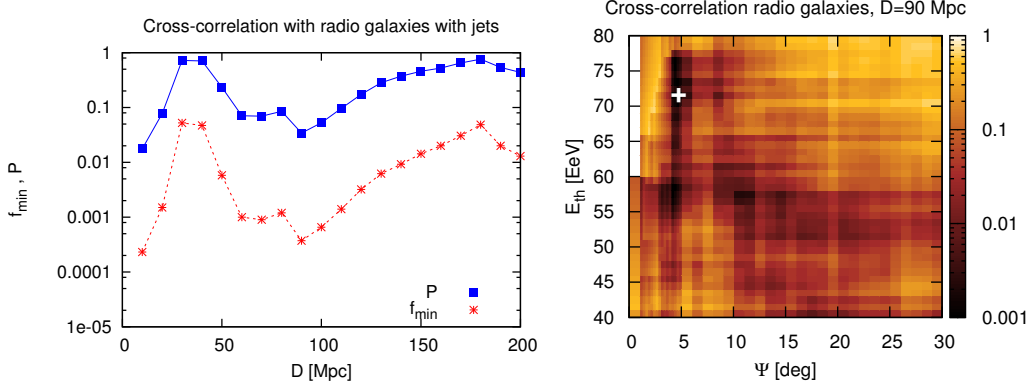 Cross-correlation with radio galaxies with jets
1
0.1
0.01
0.001
0.0001
1e-05
f_min , P
P
f_min
0 50 100 150 200
D [Mpc]
Cross-correlation radio galaxies, D=90 Mpc
80
75
70
65
60
55
50
45
40
E_th [EeV]
0 5 10 15 20 25 30
Ψ [deg]
1
0.1
0.01
0.001